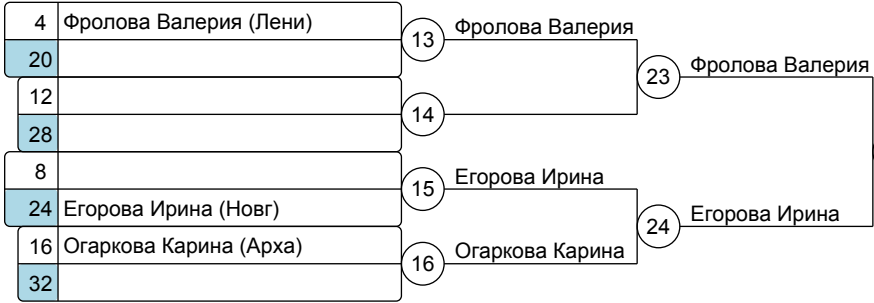 4 Фролова Валерия (Лени)
20
13 Фролова Валерия
23 Фролова Валерия
12
28
14
8
24 Егорова Ирина (Новг)
15 Егорова Ирина
24 Егорова Ирина
16 Огаркова Карина (Арха)
32
16 Огаркова Карина